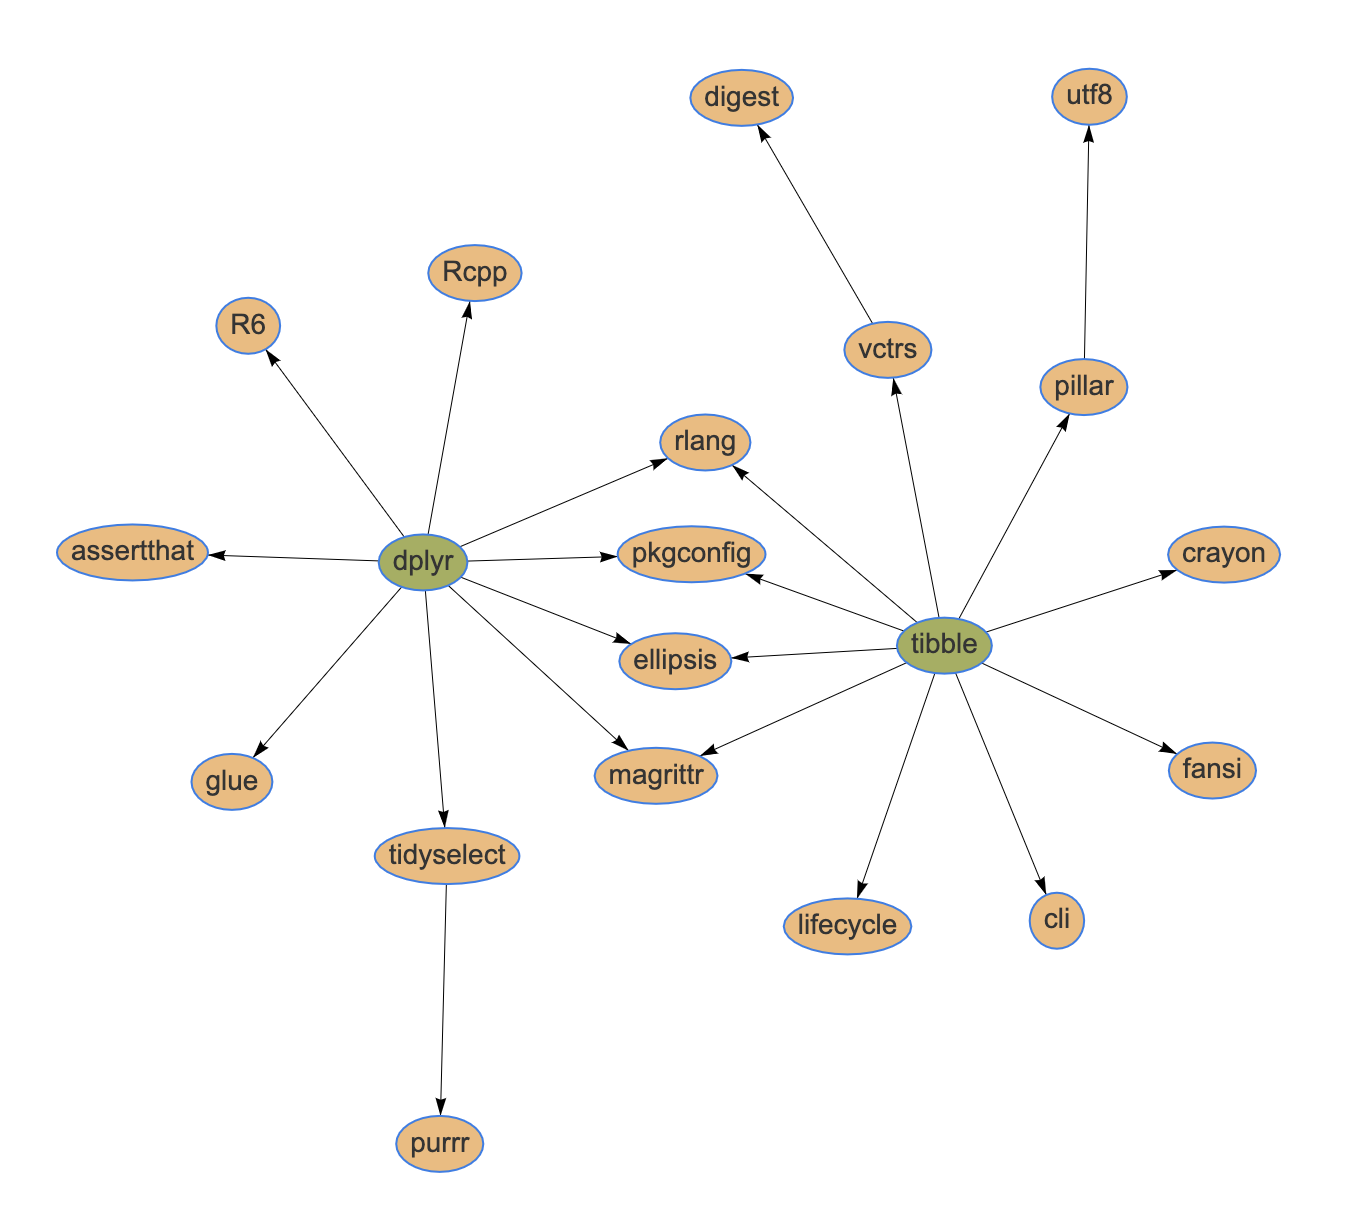 digest
utf8
Rcpp
R6
vctrs
pillar
rlang
assertthat
dplyr
pkgconfig
crayon
tibble
ellipsis
glue
magrittr
fansi
tidyselect
lifecycle
cli
purrr